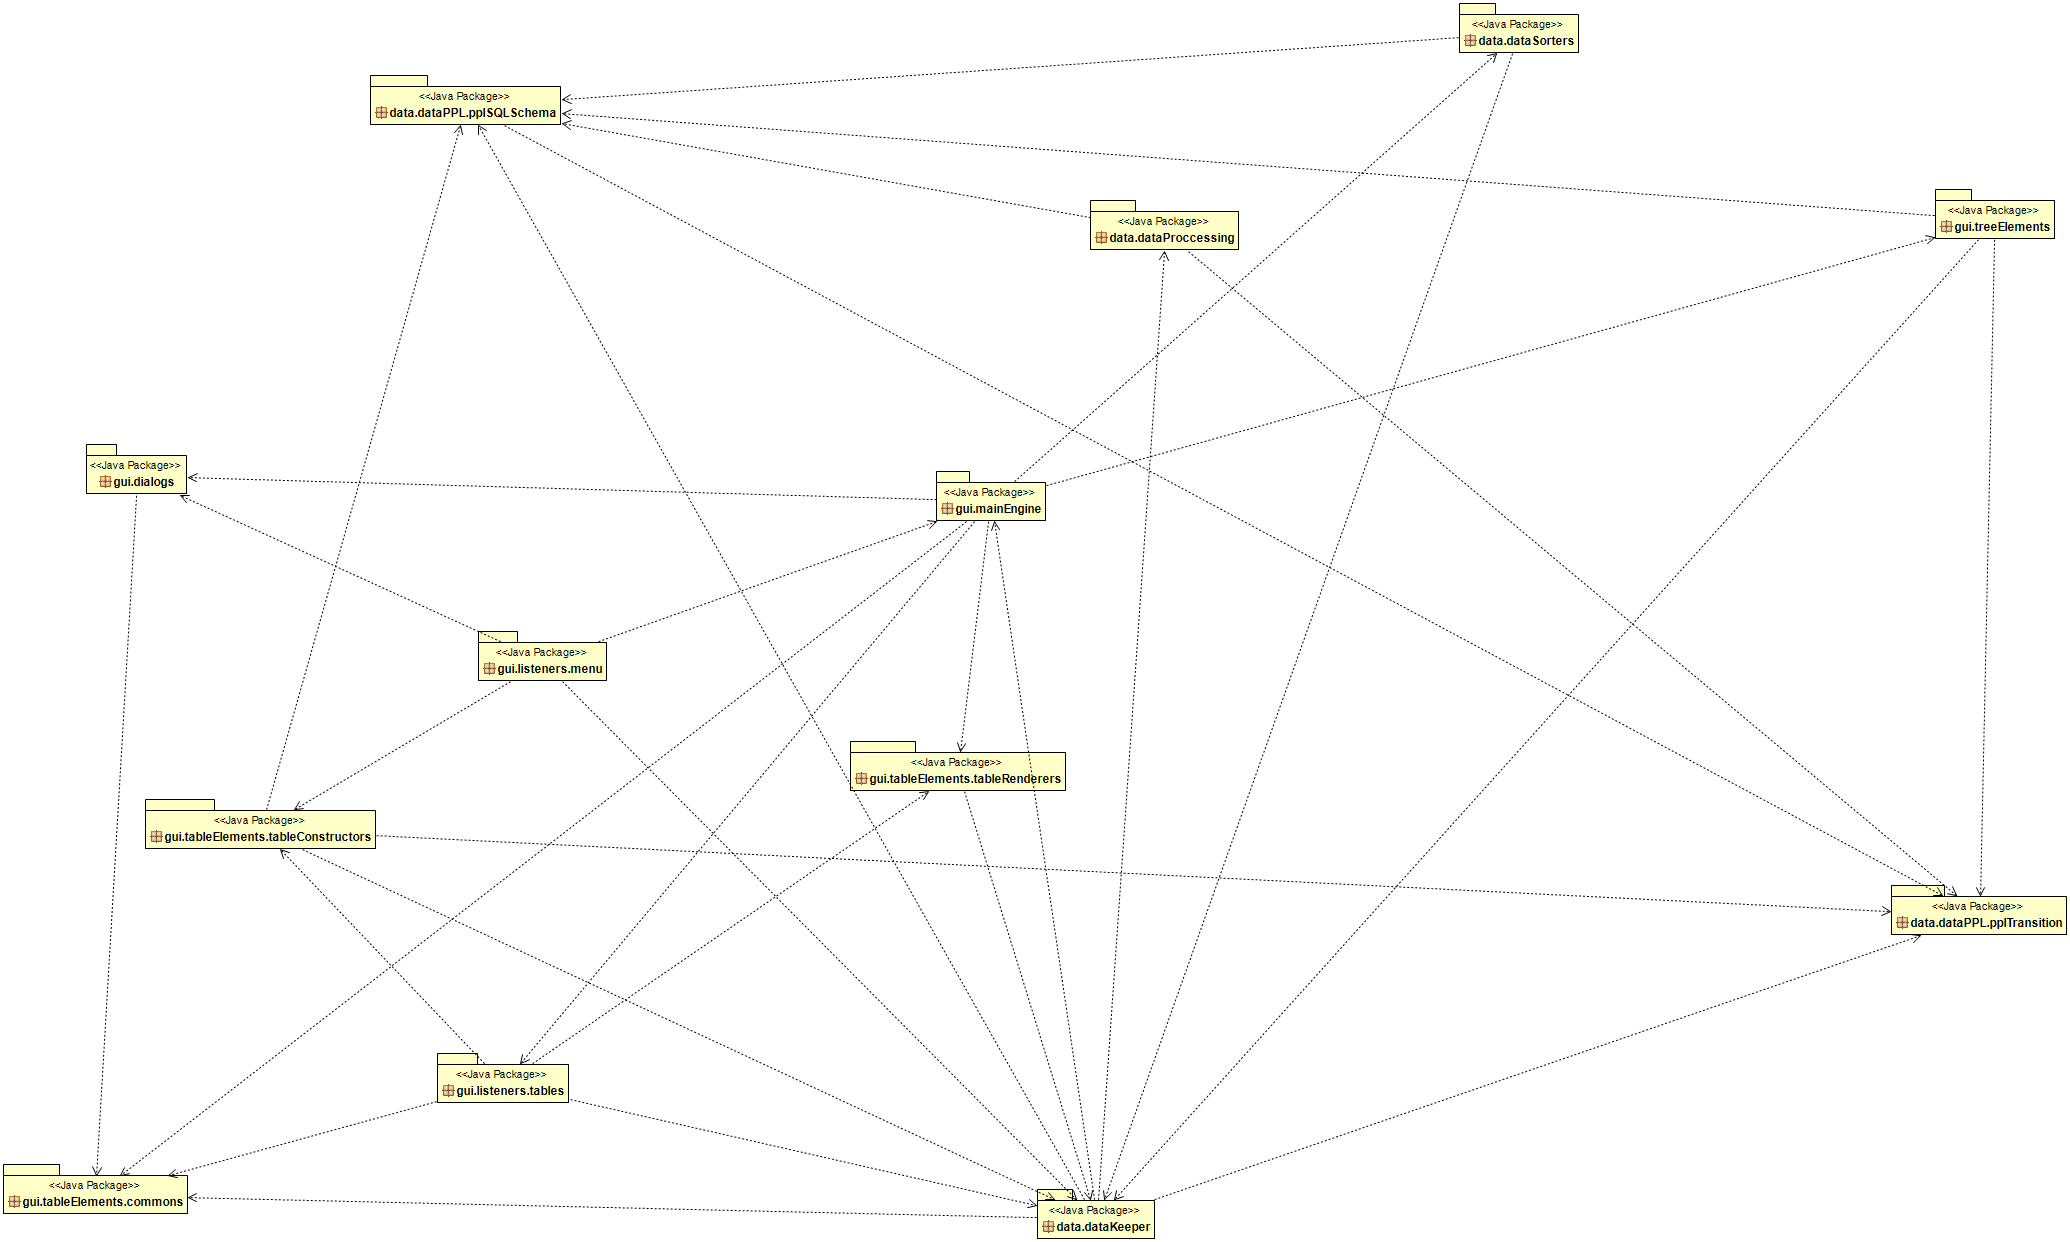 <<Java Package>>
data.dataSorters
<<Java Package>>
data.dataPPL.pplSQLSchema
<<Java Package>>
data.dataProccessing
<<Java Package>>
gui.treeElements
<<Java Package>>
gui.dialogs
<<Java Package>>
gui.mainEngine
<<Java Package>>
gui.listeners.menu
<<Java Package>>
gui.tableElements.tableRenderers
<<Java Package>>
gui.tableElements.tableConstructors
<<Java Package>>
data.dataPPL.pplTransition
<<Java Package>>
gui.listeners.tables
<<Java Package>>
gui.tableElements.commons
<<Java Package>>
data.dataKeeper